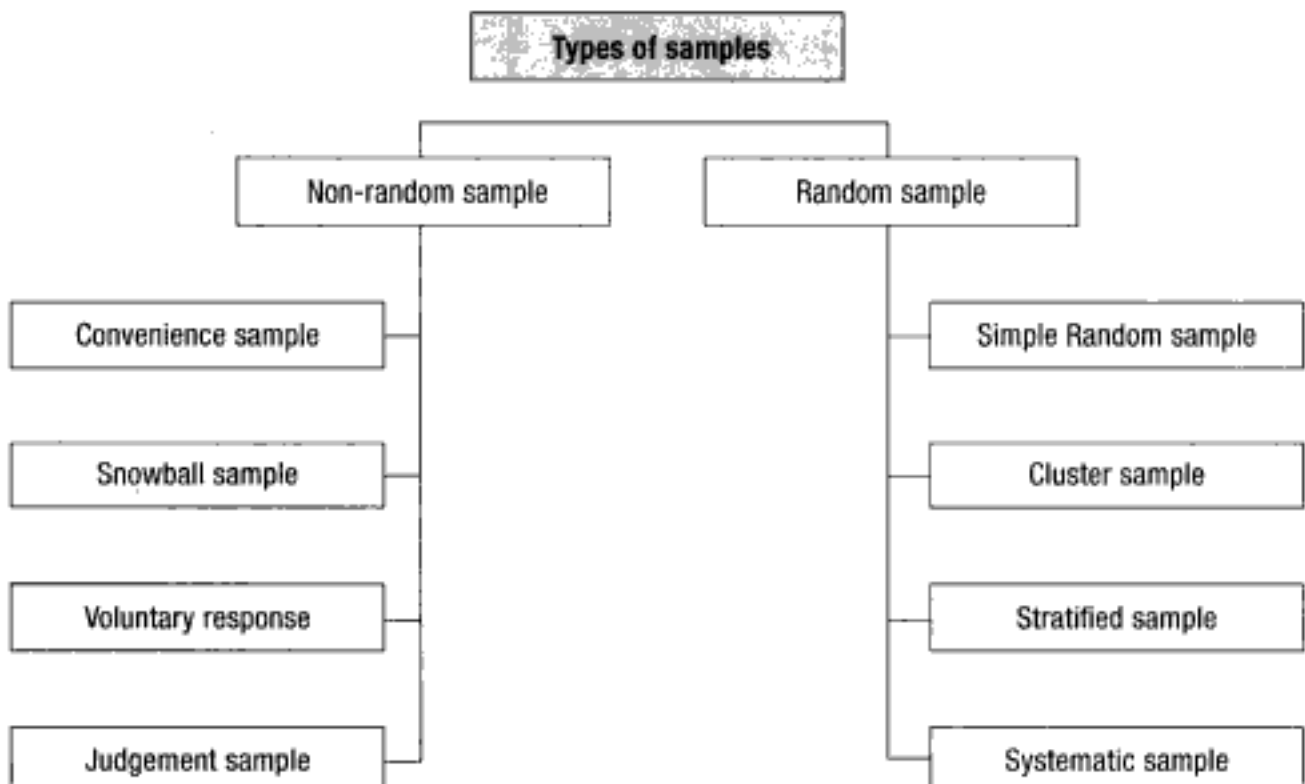 Types of samples
Non-random sample
Random sample
Convenience sample
Simple Random sample
Snowball sample
Cluster sample
Voluntary response
Stratified sample
Judgement sample
Systematic sample